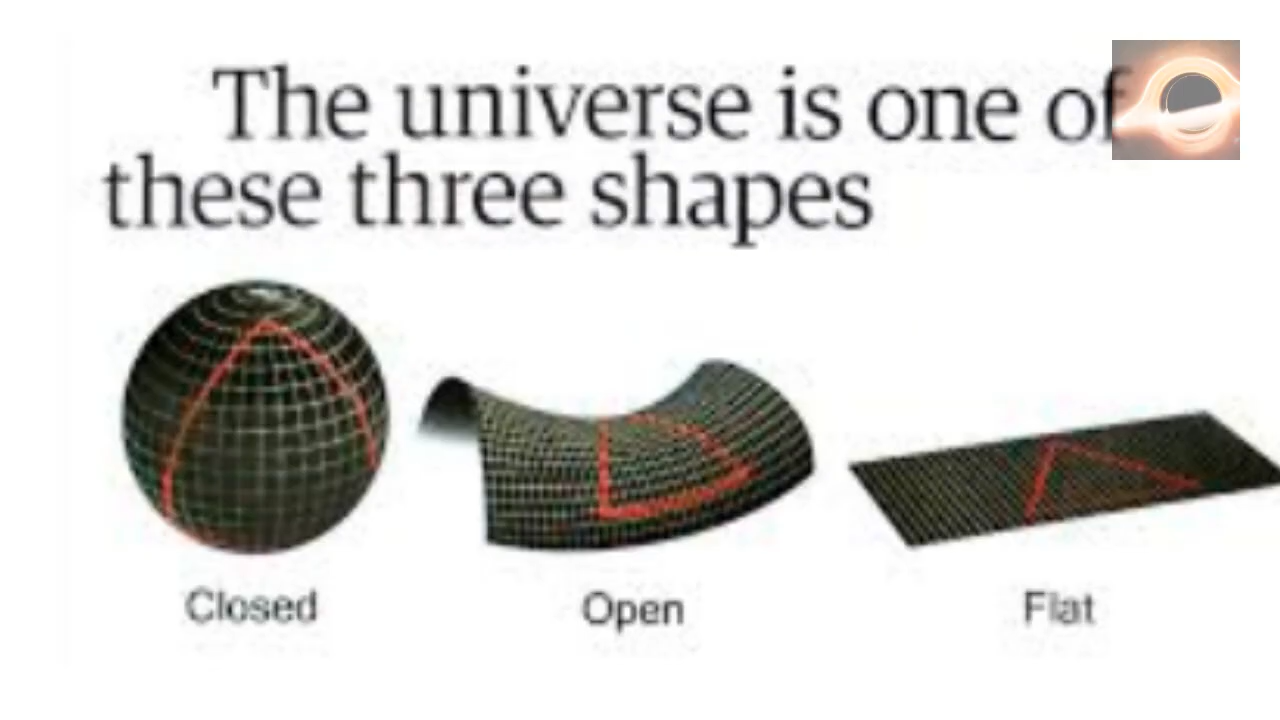 The universe is one of
these three shapes
Closed
Open
Flat